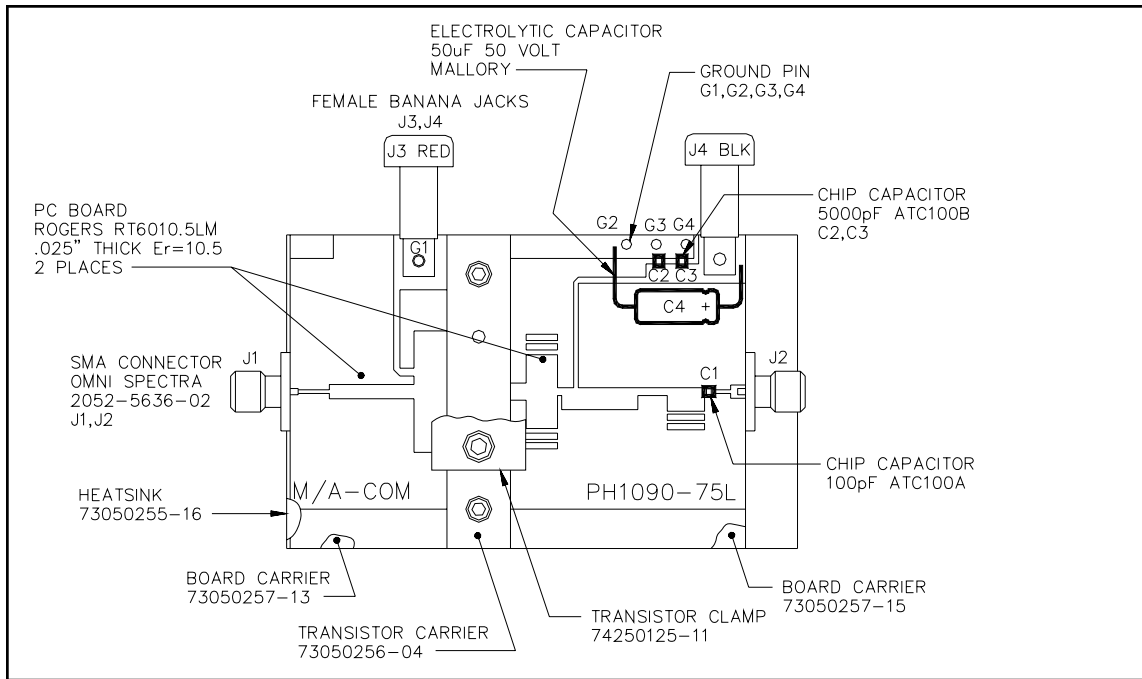 ELECTROLYTIC CAPACITOR
50uF 50 VOLT
MALLORY
GROUND PIN
G1,G2,G3,G4
FEMALE BANANA JACKS
J3,J4
J3 RED
J4 BLK
CHIP CAPACITOR
5000pF ATC100B
C2,C3
PC BOARD
ROGERS RT6010.5LM
.025" THICK Er=10.5
2 PLACES
G2
G3
G4
G1
C2
C3
C4 +
SMA CONNECTOR
OMNI SPECTRA
2052-5636-02
J1,J2
J1
J2
C1
CHIP CAPACITOR
100pF ATC100A
M/A-COM
PH1090-75L
HEATSINK
73050255-16
BOARD CARRIER
73050257-13
TRANSISTOR CARRIER
73050256-04
TRANSISTOR CLAMP
74250125-11
BOARD CARRIER
73050257-15